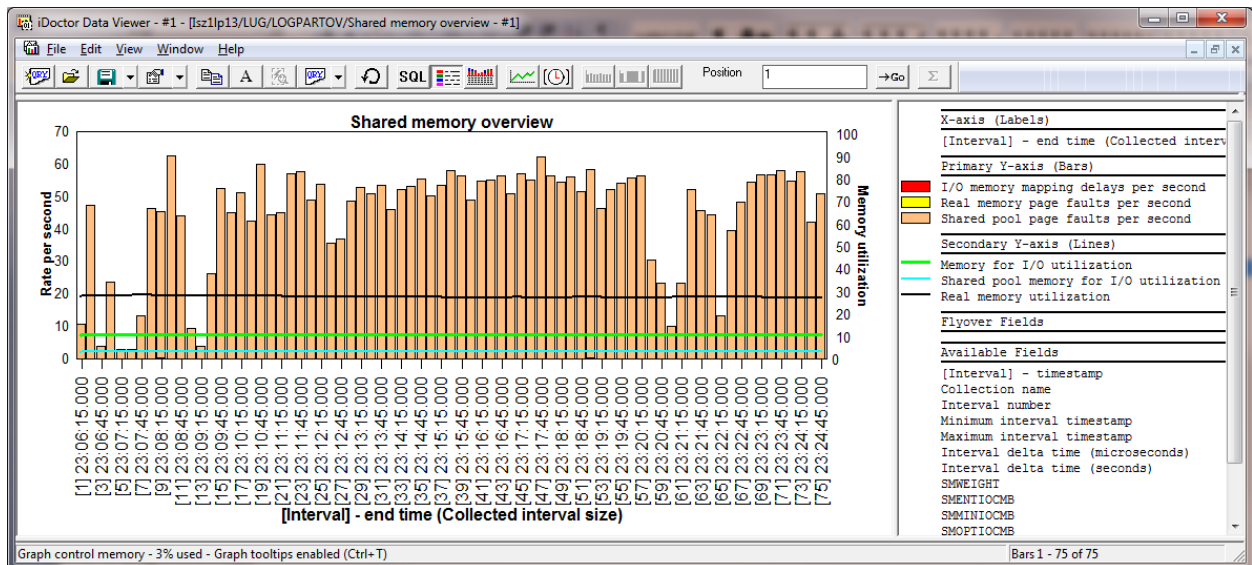 iDoctor Data Viewer - #1 - [Isz1lp13/LUG/LOGPARTOV/Shared memory overview - #1]
File Edit View Window Help
QRY A QRY SQL Position 1 →Go Σ
Shared memory overview
70
60
50
40
30
20
10
0
Rate per second
100
90
80
70
60
50
40
30
20
10
0
Memory utilization
[1] 23:06:15.000
[3] 23:06:45.000
[5] 23:07:15.000
[7] 23:07:45.000
[9] 23:08:15.000
[11] 23:08:45.000
[13] 23:09:15.000
[15] 23:09:45.000
[17] 23:10:15.000
[19] 23:10:45.000
[21] 23:11:15.000
[23] 23:11:45.000
[25] 23:12:15.000
[27] 23:12:45.000
[29] 23:13:15.000
[31] 23:13:45.000
[33] 23:14:15.000
[35] 23:14:45.000
[37] 23:15:15.000
[39] 23:15:45.000
[41] 23:16:15.000
[43] 23:16:45.000
[45] 23:17:15.000
[47] 23:17:45.000
[49] 23:18:15.000
[51] 23:18:45.000
[53] 23:19:15.000
[55] 23:19:45.000
[57] 23:20:15.000
[59] 23:20:45.000
[61] 23:21:15.000
[63] 23:21:45.000
[65] 23:22:15.000
[67] 23:22:45.000
[69] 23:23:15.000
[71] 23:23:45.000
[73] 23:24:15.000
[75] 23:24:45.000
[Interval] - end time (Collected interval size)
X-axis (Labels)
[Interval] - end time (Collected interv
Primary Y-axis (Bars)
I/O memory mapping delays per second
Real memory page faults per second
Shared pool page faults per second
Secondary Y-axis (Lines)
Memory for I/O utilization
Shared pool memory for I/O utilization
Real memory utilization
Flyover Fields
Available Fields
[Interval] - timestamp
Collection name
Interval number
Minimum interval timestamp
Maximum interval timestamp
Interval delta time (microseconds)
Interval delta time (seconds)
SMWEIGHT
SMENTIOCMB
SMMINIOCMB
SMOPTIOCMB
Graph control memory - 3% used - Graph tooltips enabled (Ctrl+T)
Bars 1 - 75 of 75